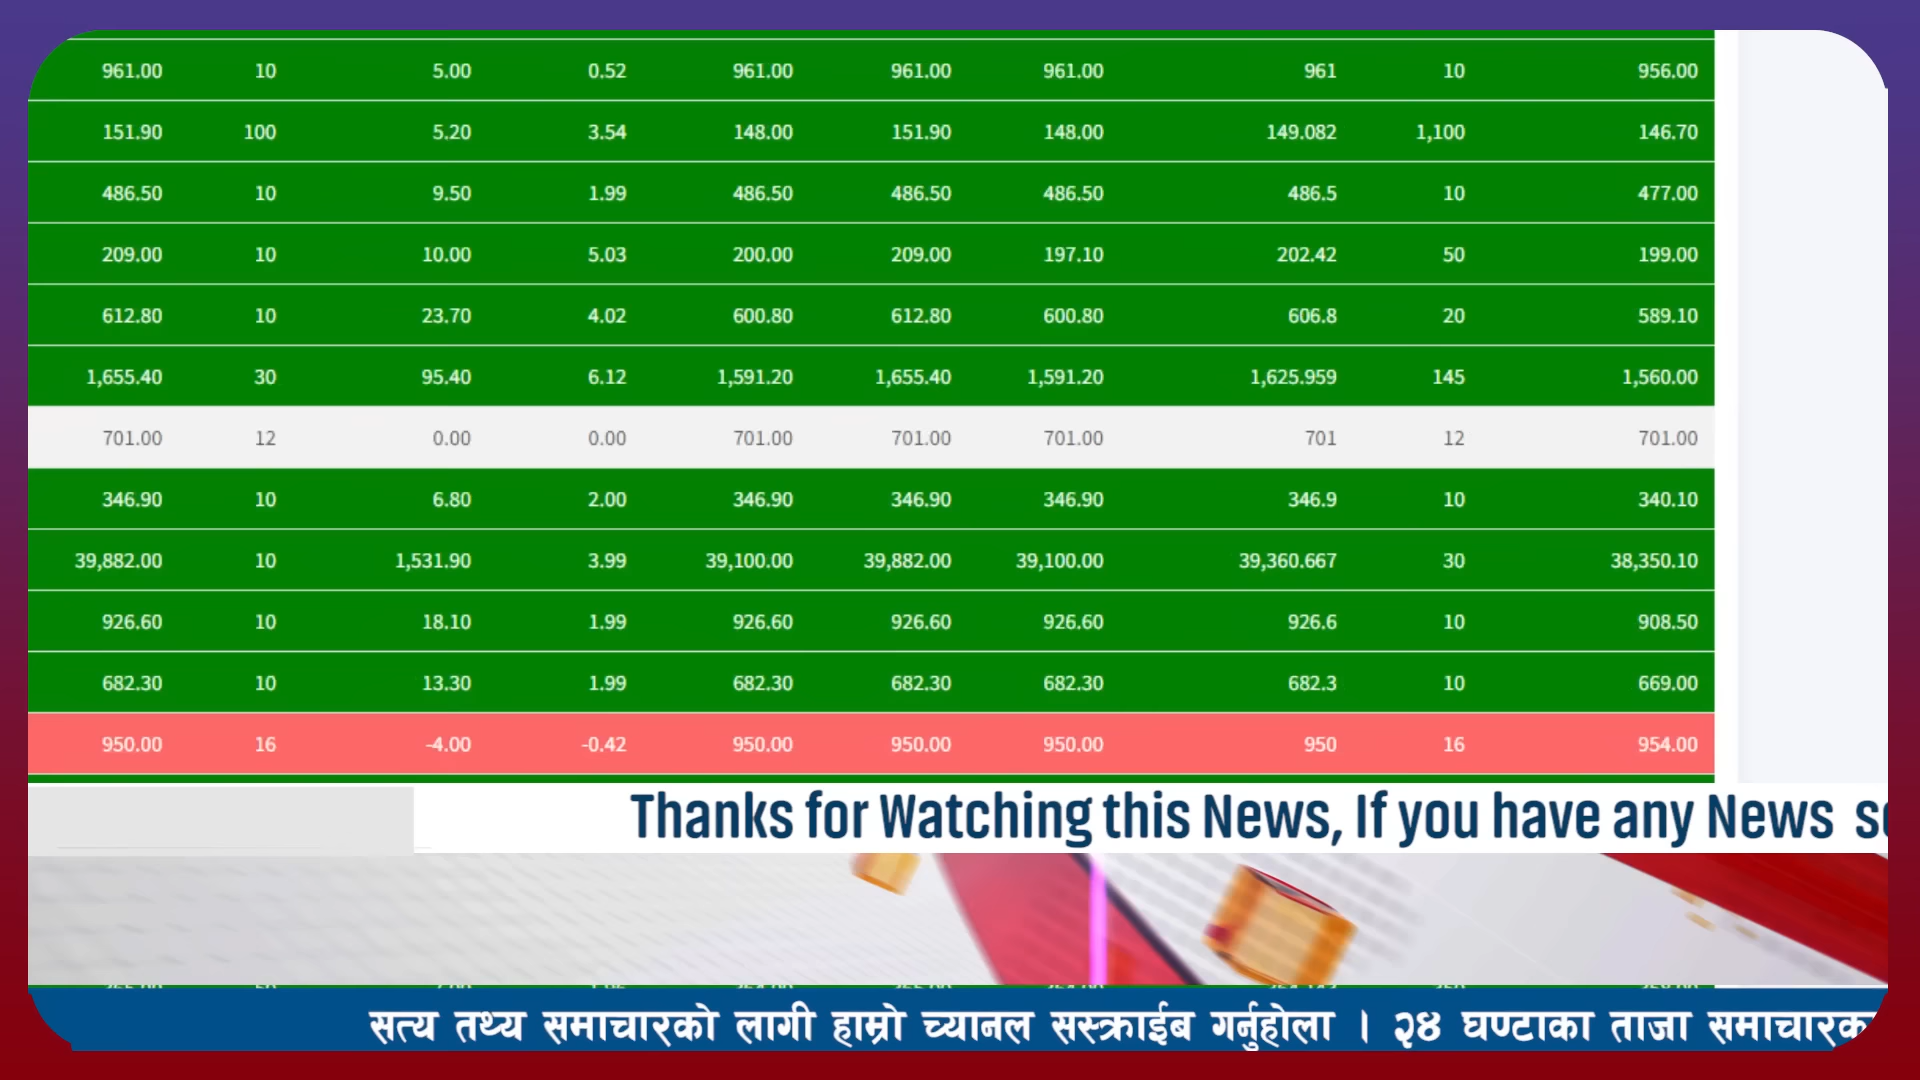 961.00 10 5.00 0.52 961.00 961.00 961.00 961 10 956.00
151.90 100 5.20 3.54 148.00 151.90 148.00 149.082 1,100 146.70
486.50 10 9.50 1.99 486.50 486.50 486.50 486.5 10 477.00
209.00 10 10.00 5.03 200.00 209.00 197.10 202.42 50 199.00
612.80 10 23.70 4.02 600.80 612.80 600.80 606.8 20 589.10
1,655.40 30 95.40 6.12 1,591.20 1,655.40 1,591.20 1,625.959 145 1,560.00
701.00 12 0.00 0.00 701.00 701.00 701.00 701 12 701.00
346.90 10 6.80 2.00 346.90 346.90 346.90 346.9 10 340.10
39,882.00 10 1,531.90 3.99 39,100.00 39,882.00 39,100.00 39,360.667 30 38,350.10
926.60 10 18.10 1.99 926.60 926.60 926.60 926.6 10 908.50
682.30 10 13.30 1.99 682.30 682.30 682.30 682.3 10 669.00
950.00 16 -4.00 -0.42 950.00 950.00 950.00 950 16 954.00
Thanks for Watching this News, If you have any News
सत्य तथ्य समाचारको लागी हाम्रो च्यानल सस्क्राईब गर्नुहोला । २४ घण्टाका ताजा